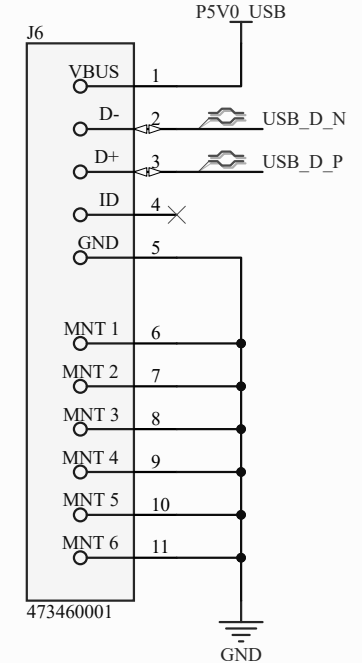 P5V0_USB
J6
VBUS 1
D- 2 USB_D_N
D+ 3 USB_D_P
ID 4
GND 5
MNT 1 6
MNT 2 7
MNT 3 8
MNT 4 9
MNT 5 10
MNT 6 11
473460001
GND